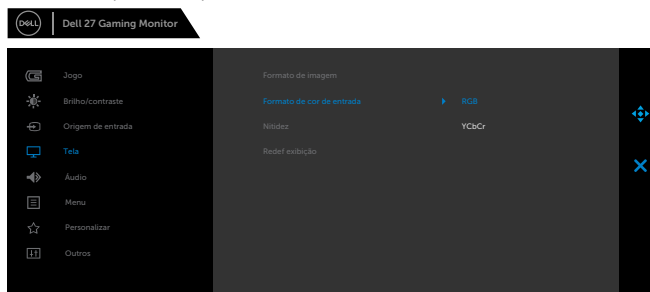 DELL
Dell 27 Gaming Monitor
Jogo
Formato de imagem
Brilho/contraste
Formato de cor de entrada
RGB
Origem de entrada
Nitidez
YCbCr
Tela
Redef exibição
Áudio
Menu
Personalizar
Outros